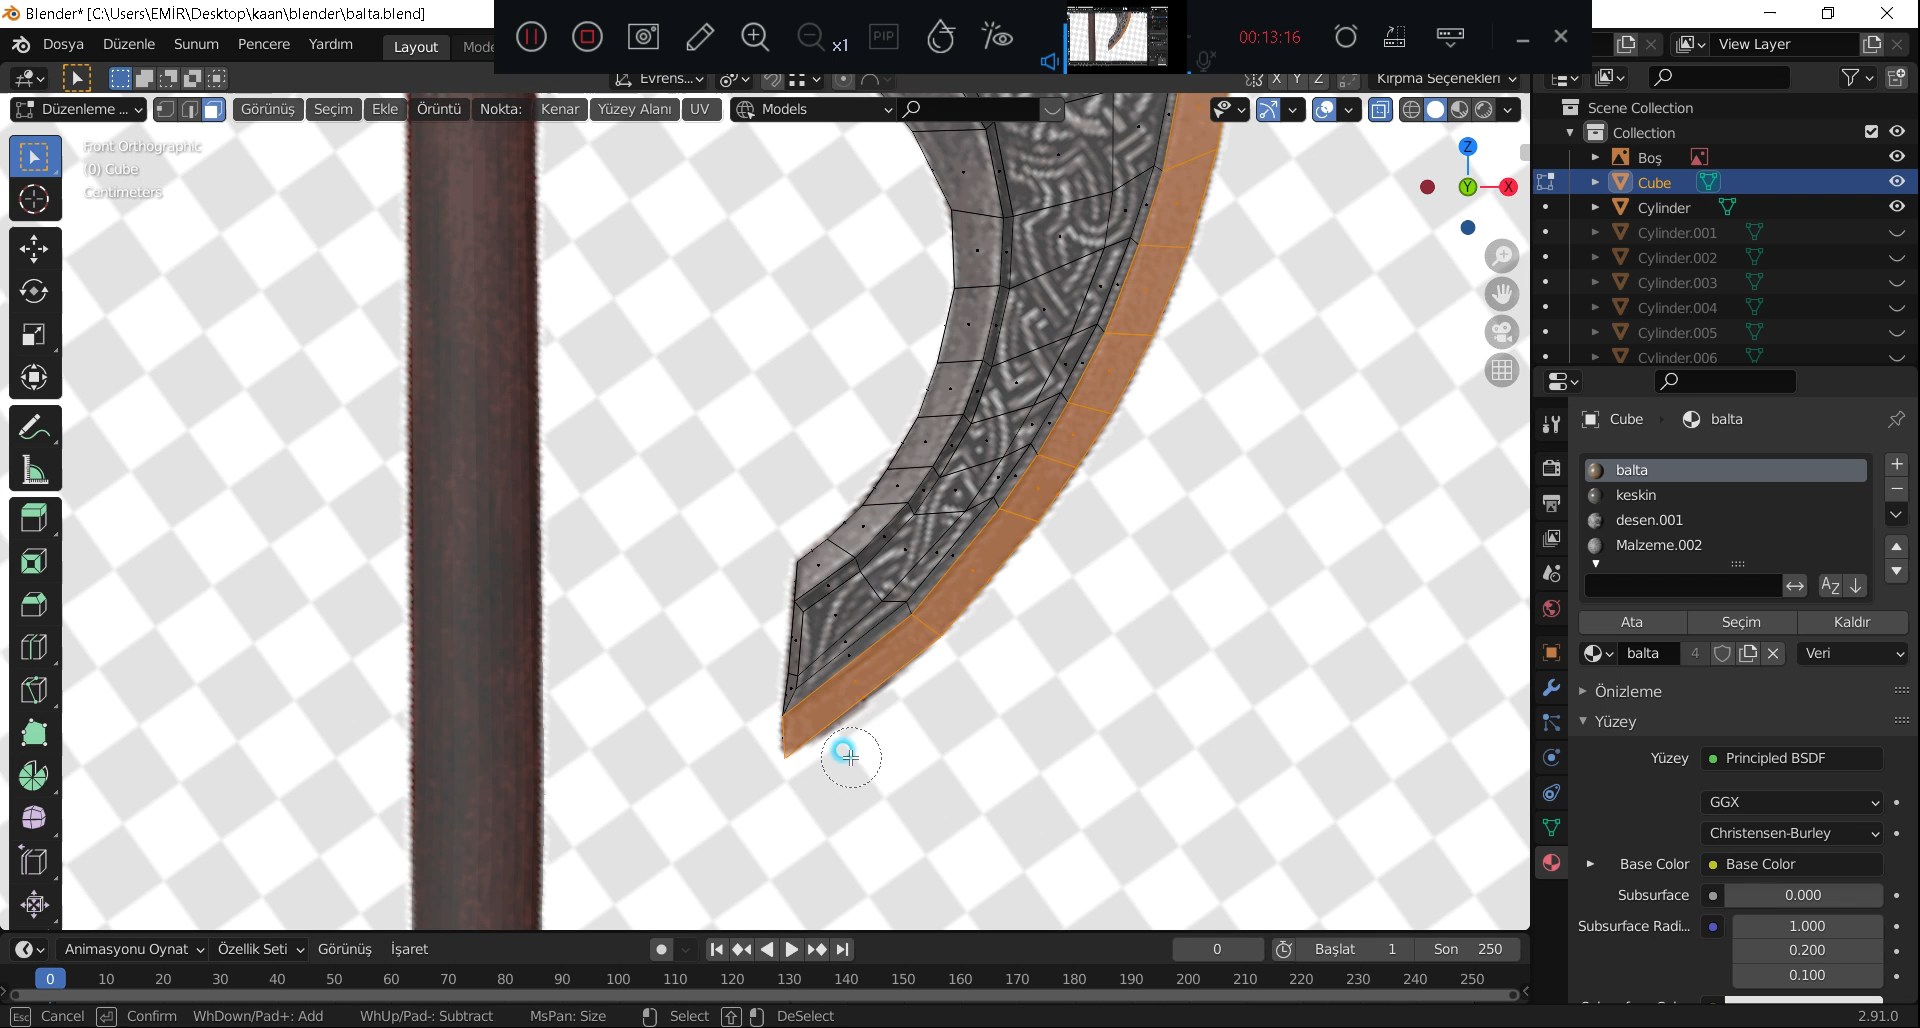 Blender* [C:\Users\EMİR\Desktop\kaan\blender\balta.blend]
Dosya Düzenle Sunum Pencere Yardım Layout Mode
x1 PIP 00:13:16
View Layer
Evrens... X Y Z Kırpma Seçenekleri
Düzenleme ... Görünüş Seçim Ekle Örüntü Nokta: Kenar Yüzey Alanı UV Models
Front Orthographic
(0) Cube
Centimeters
Z
Y
X
Scene Collection
Collection
Boş
Cube
Cylinder
Cylinder.001
Cylinder.002
Cylinder.003
Cylinder.004
Cylinder.005
Cylinder.006
Cube balta
balta
keskin
desen.001
Malzeme.002
Ata Seçim Kaldır
balta 4 Veri
Önizleme
Yüzey
Yüzey Principled BSDF
GGX
Christensen-Burley
Base Color Base Color
Subsurface 0.000
Subsurface Radi... 1.000
0.200
0.100
Animasyonu Oynat Özellik Seti Görünüş İşaret 0 Başlat 1 Son 250
0 10 20 30 40 50 60 70 80 90 100 110 120 130 140 150 160 170 180 190 200 210 220 230 240 250
Esc Cancel Confirm WhDown/Pad+: Add WhUp/Pad-: Subtract MsPan: Size Select DeSelect 2.91.0